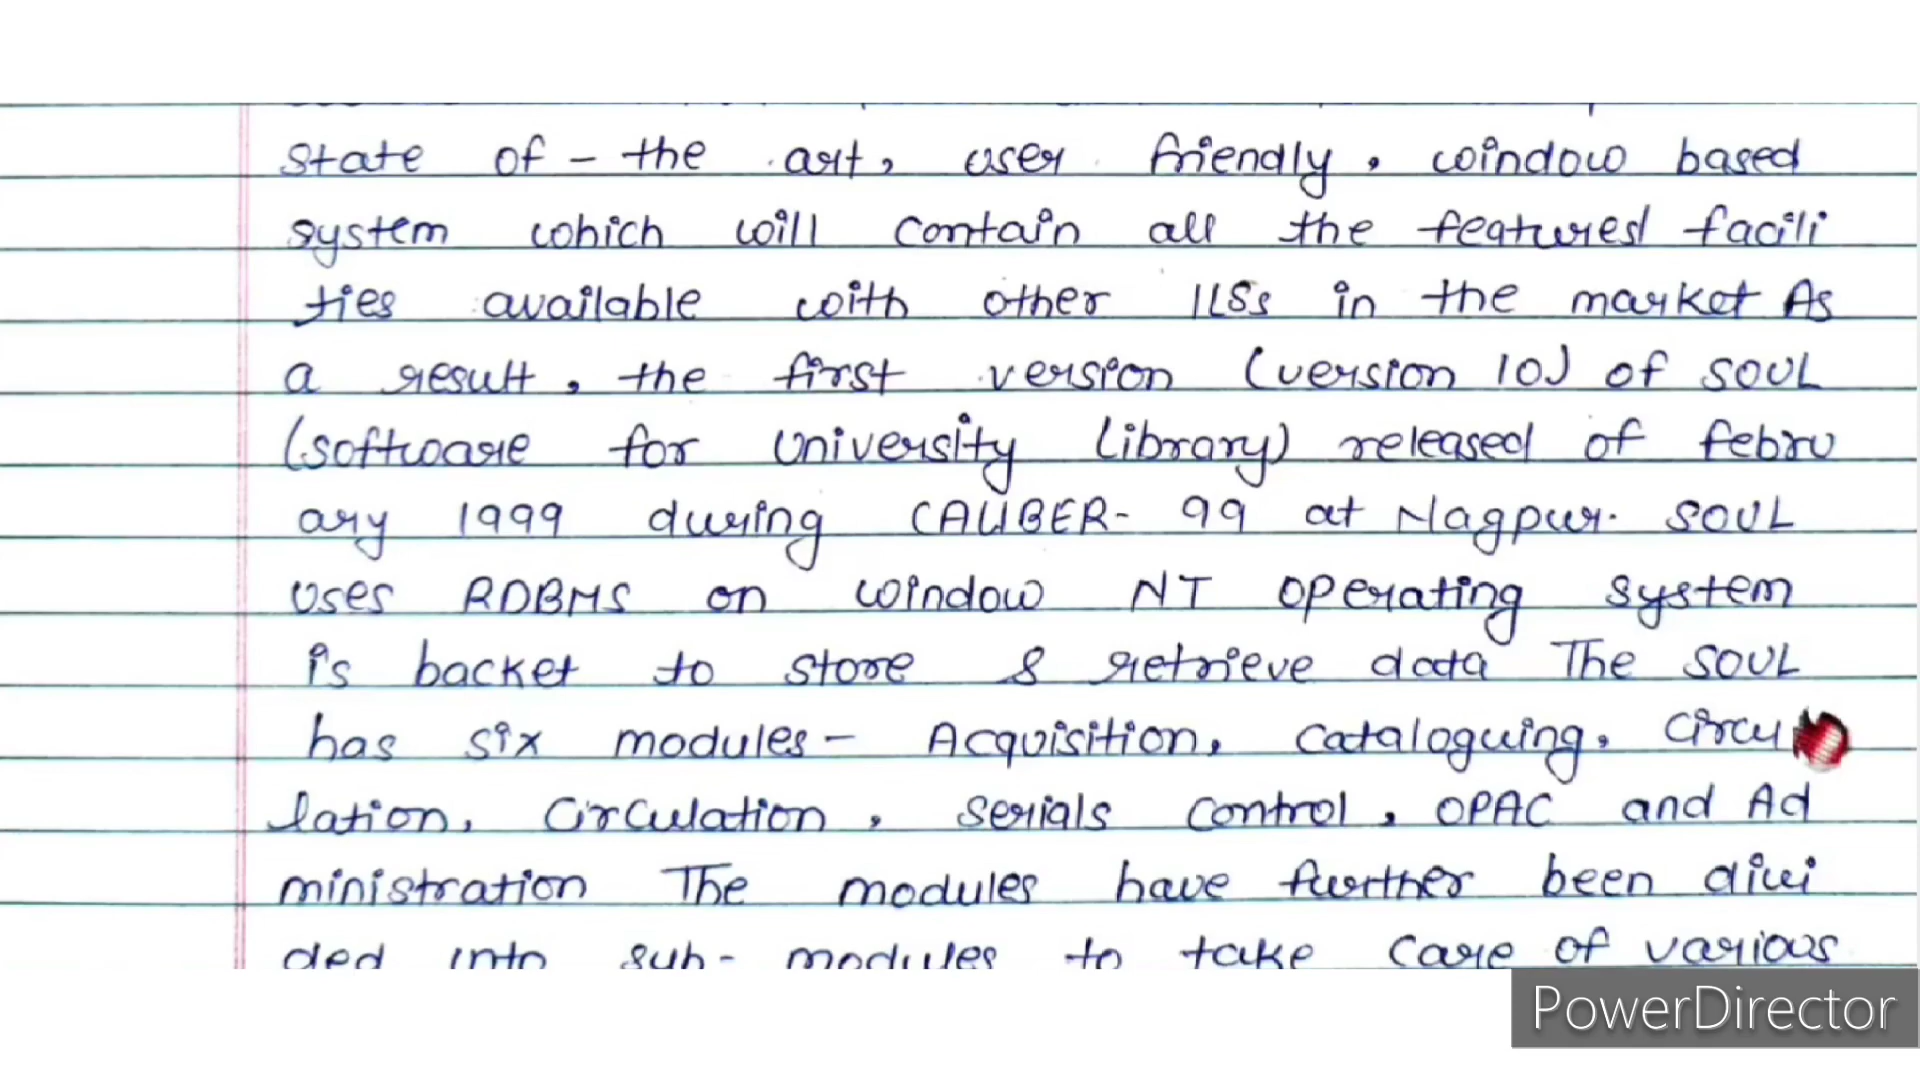 state of - the art, user friendly, window based
system which will contain all the features/ facili
ties available with other ILSs in the market As
a result, the first version (version 10) of SOUL
(software for University Library) released of febru
ary 1999 during CALIBER- 99 at Nagpur. SOUL
uses RDBMS on window NT operating system
is backet to store & retrieve data The SOUL
has six modules - Acquisition, Cataloguing, Circu
lation, Circulation, Serials Control, OPAC and Ad
ministration The modules have further been divi
ded into sub- modules to take care of various
PowerDirector